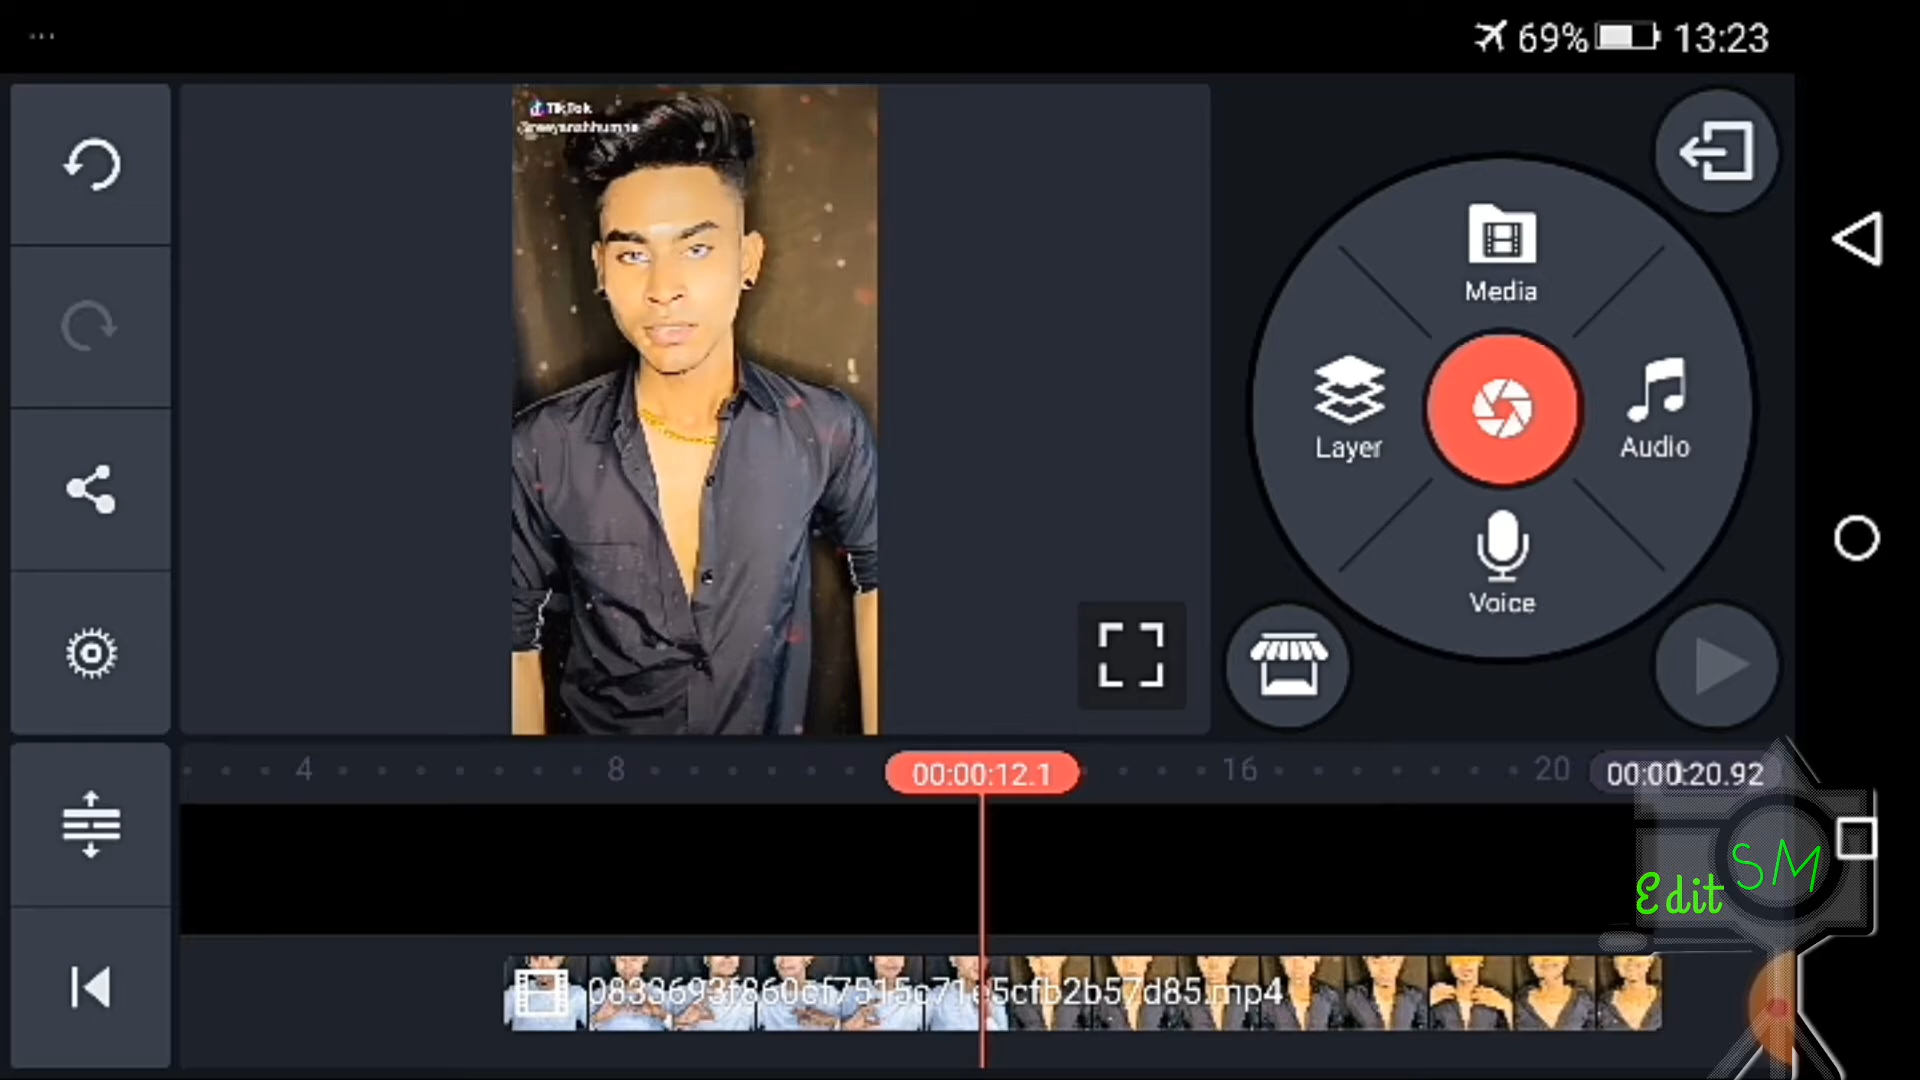 69% 13:23
TikTok
Media
Layer
Audio
Voice
4 8 00:00:12.1 16 20 00:00:20.92
SM
Edit
0833693f860cf7515c71e5cfb2b57d85.mp4